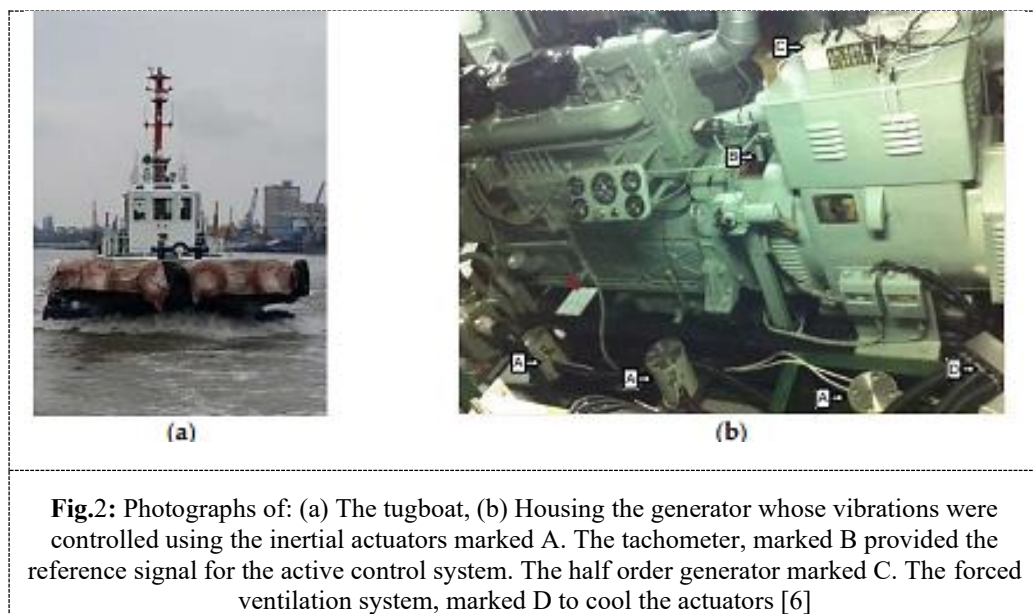 C
B
A
A
A
D
(a)
(b)
Fig.2: Photographs of: (a) The tugboat, (b) Housing the generator whose vibrations were
controlled using the inertial actuators marked A. The tachometer, marked B provided the
reference signal for the active control system. The half order generator marked C. The forced
ventilation system, marked D to cool the actuators [6]